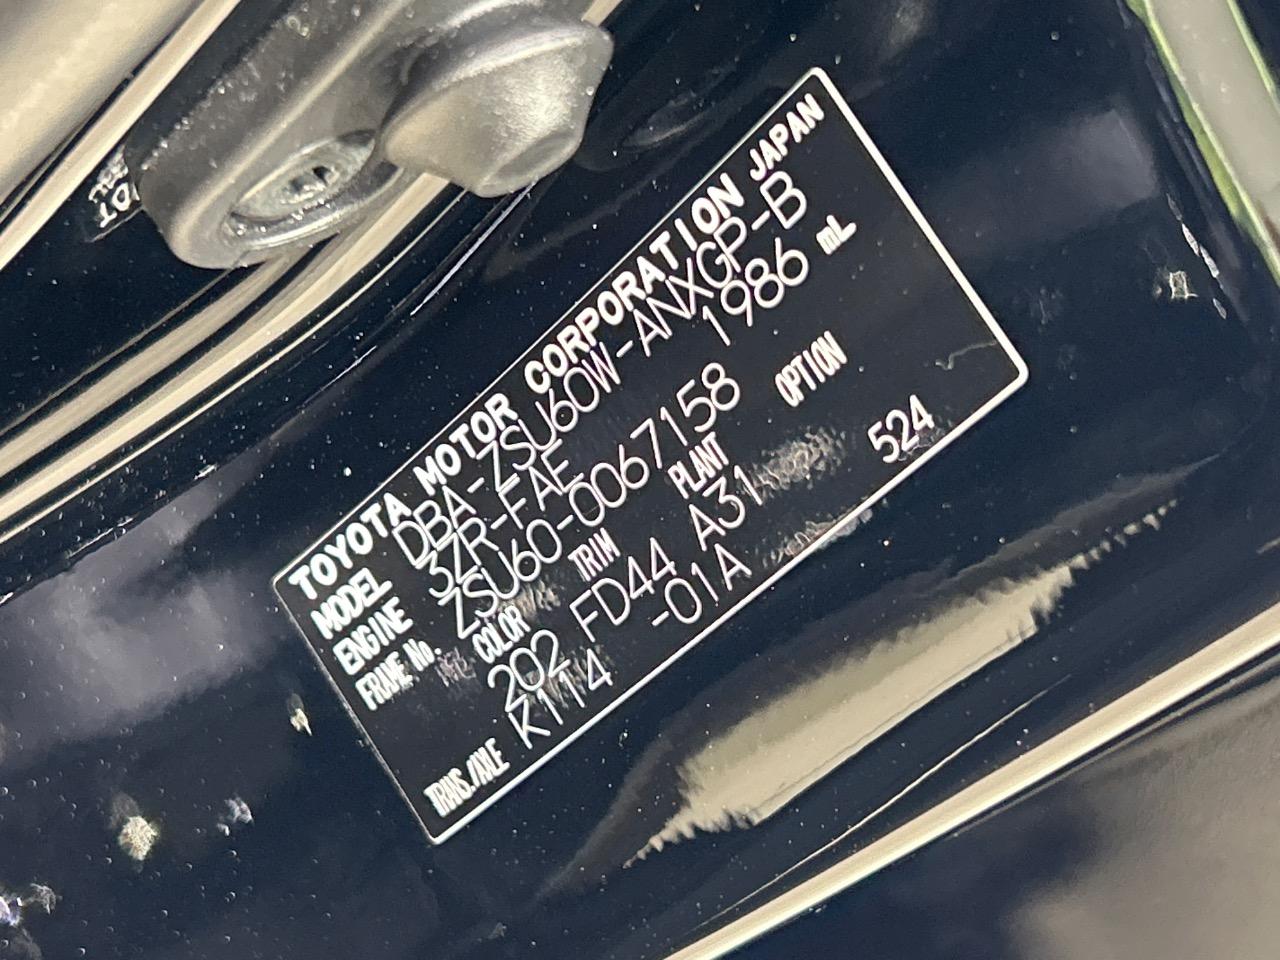 TOYOTA MOTOR CORPORATION JAPAN
MODEL DBA-ZSU60W-ANXGP-B
ENGINE 3ZR-FAE 1986 mL
FRAME No. ZSU60-0067158
COLOR TRIM PLANT OPTION
202 FD44 A31 524
TRANS./AXLE K114 -01A